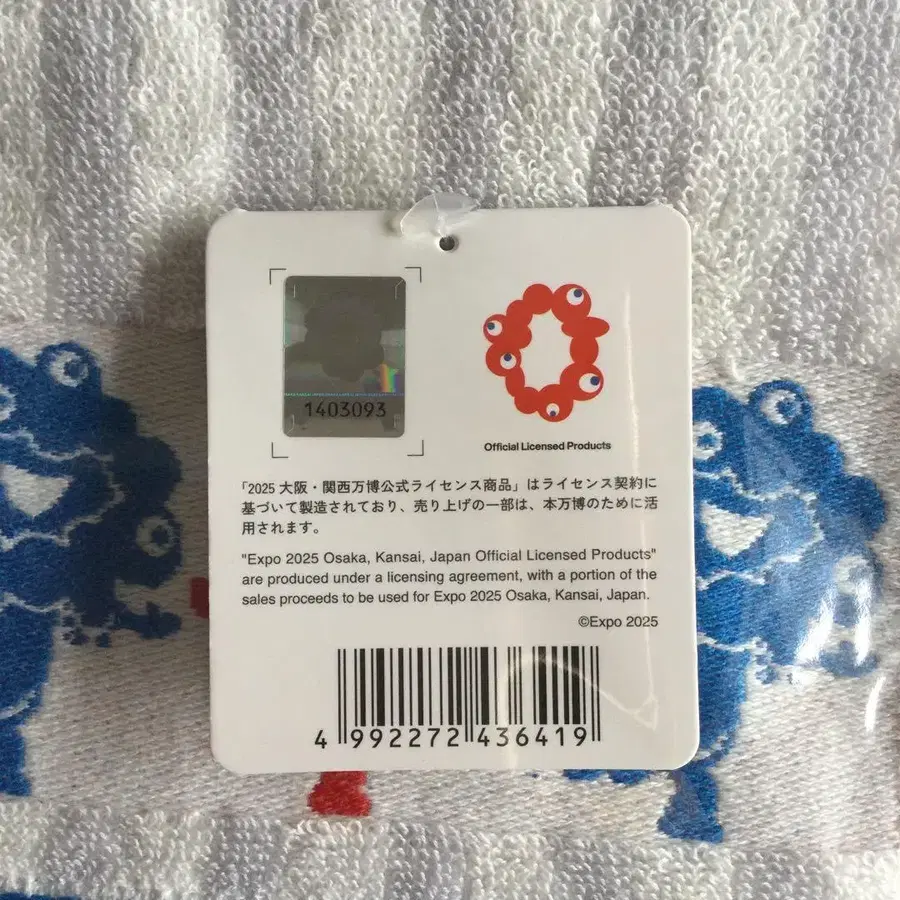 1403093
Official Licensed Products
「2025 大阪・関西万博公式ライセンス商品」はライセンス契約に
基づいて製造されており、売り上げの一部は、本万博のために活
用されます。
"Expo 2025 Osaka, Kansai, Japan Official Licensed Products"
are produced under a licensing agreement, with a portion of the
sales proceeds to be used for Expo 2025 Osaka, Kansai, Japan.
©Expo 2025
4 992272 436419